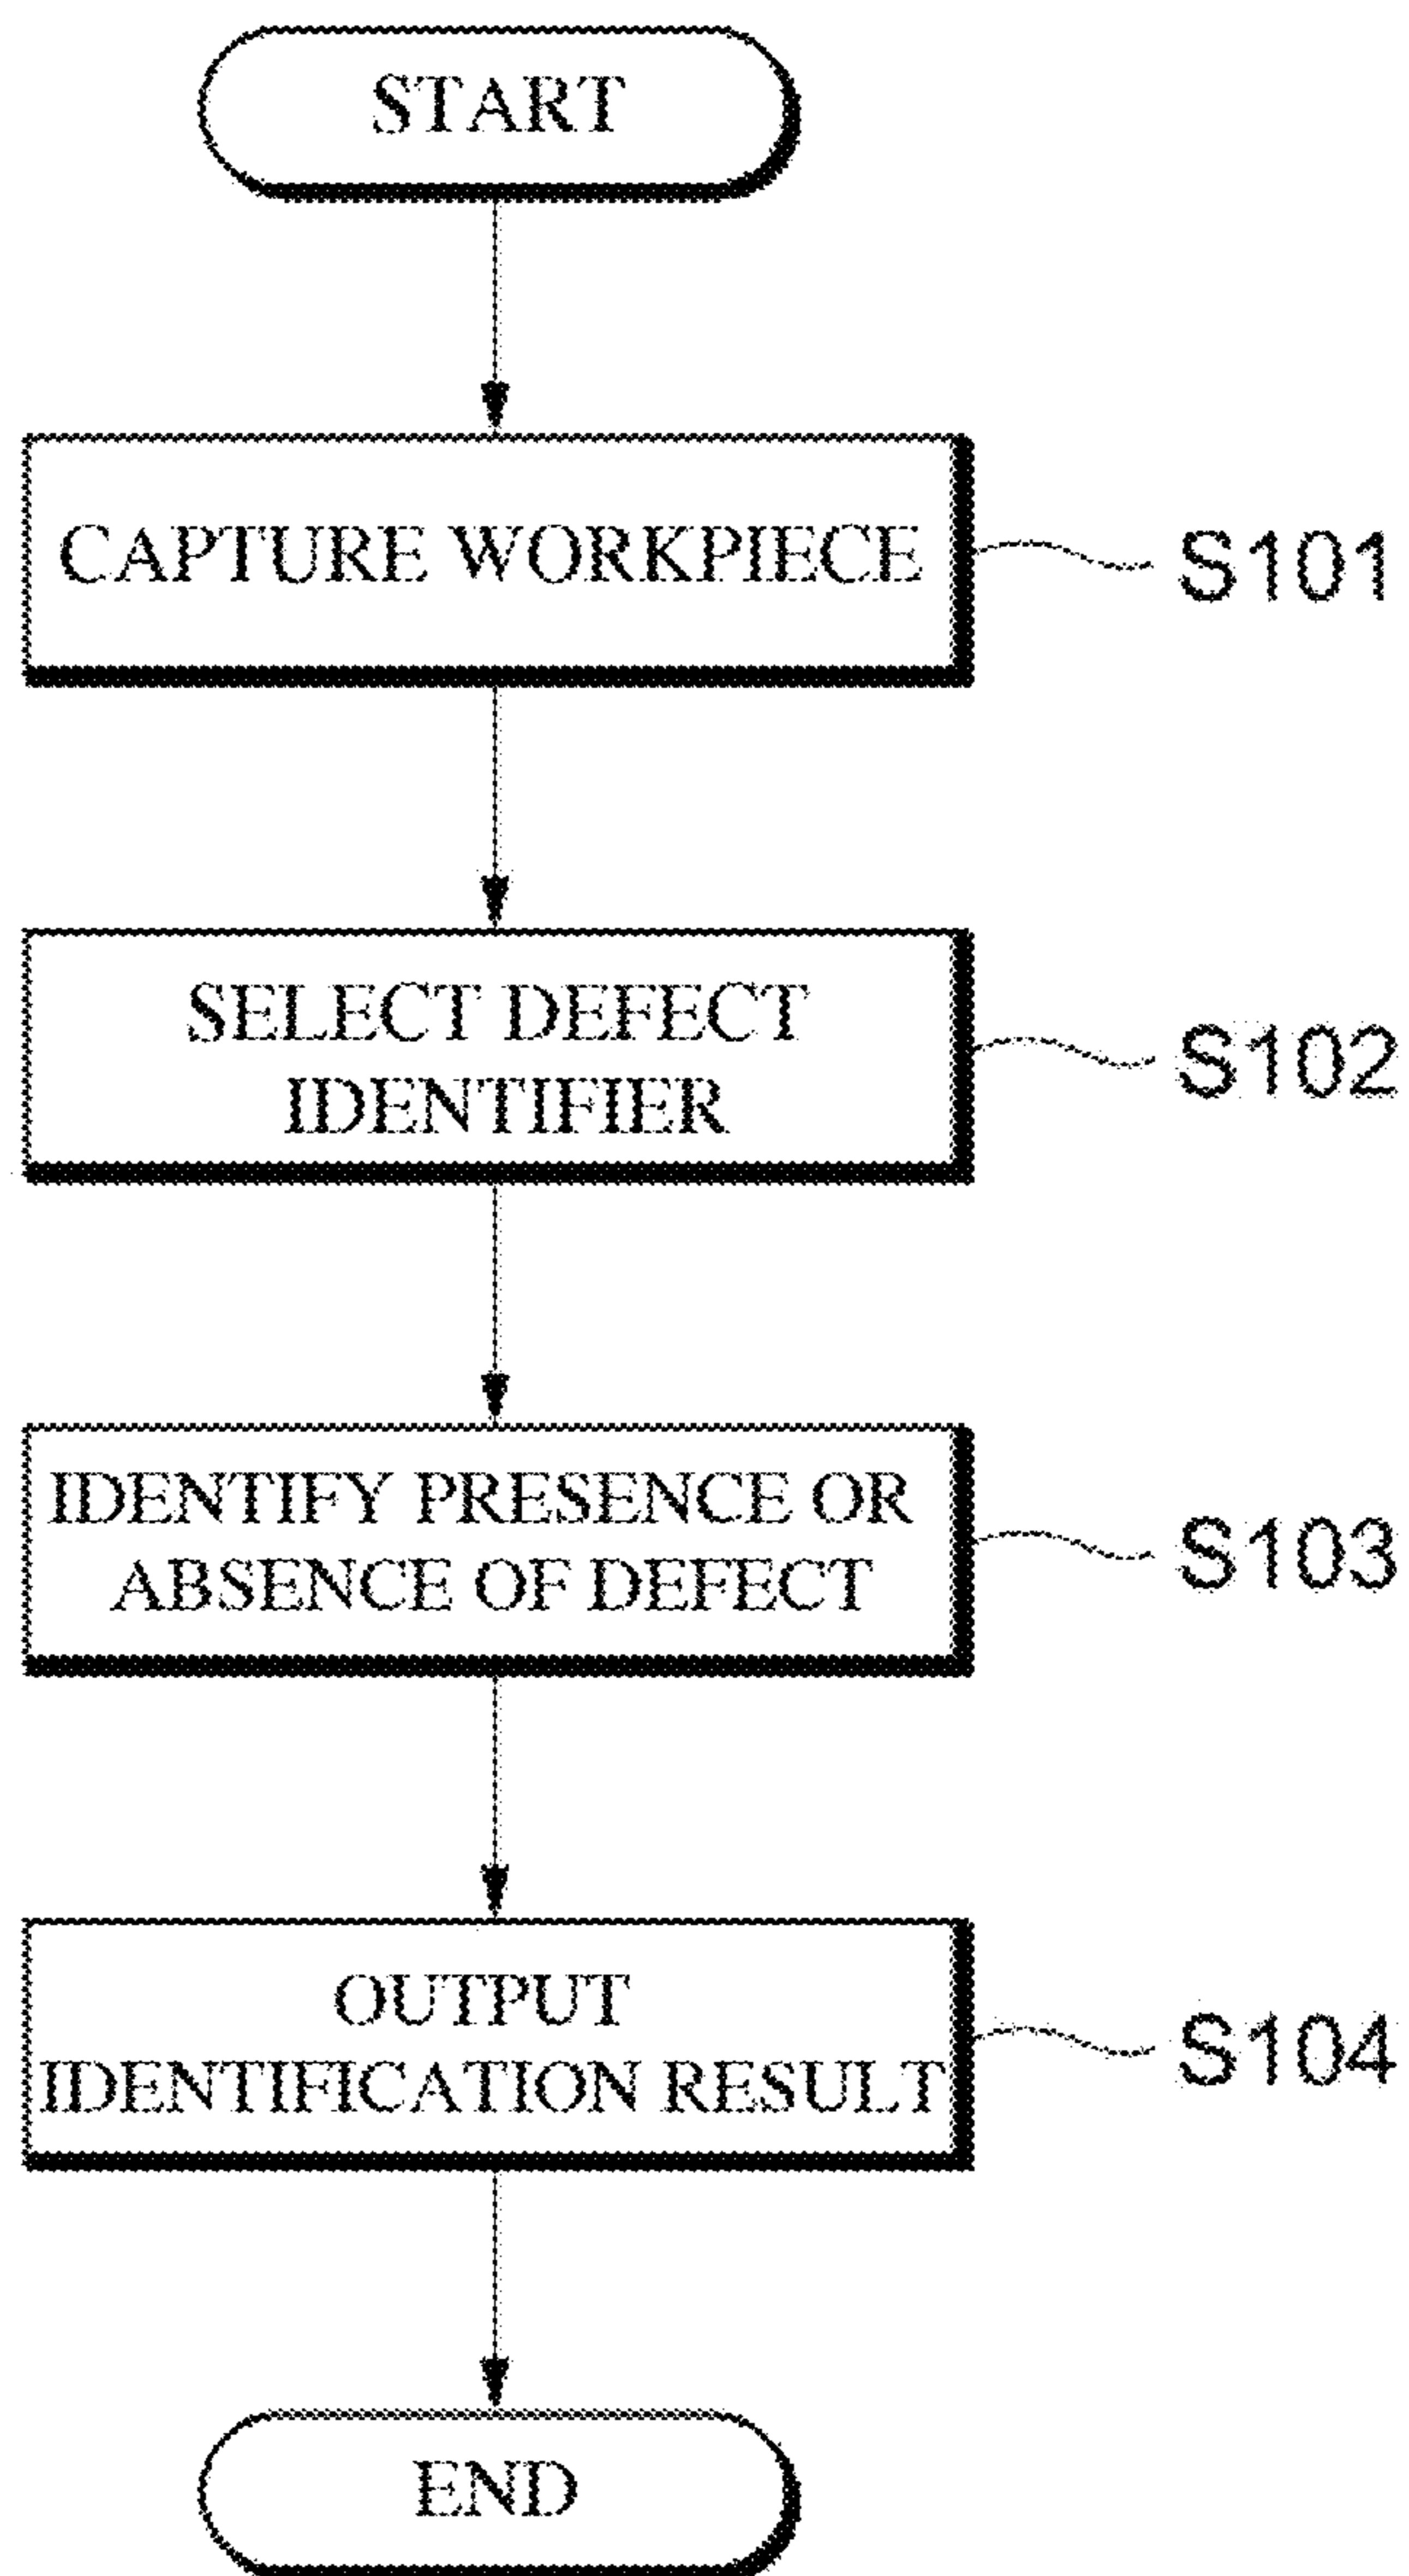 START
CAPTURE WORKPIECE
S101
SELECT DEFECT
IDENTIFIER
S102
IDENTIFY PRESENCE OR
ABSENCE OF DEFECT
S103
OUTPUT
IDENTIFICATION RESULT
S104
END